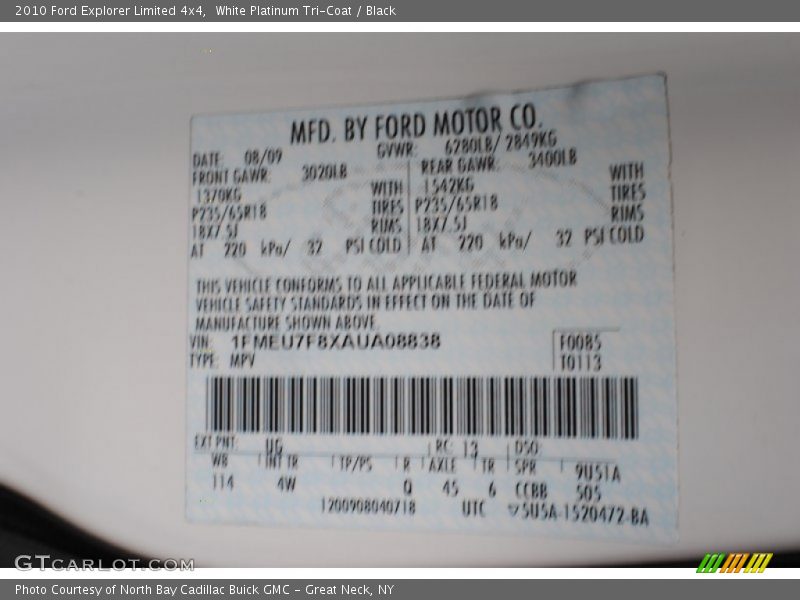 2010 Ford Explorer Limited 4x4, White Platinum Tri-Coat / Black
MFD. BY FORD MOTOR CO.
DATE: 08/09 GVWR: 6280LB/ 2849KG
FRONT GAWR: 3020LB REAR GAWR: 3400LB
1370KG WITH 1542KG WITH
P235/65R18 TIRES P235/65R18 TIRES
18X7.5J RIMS 18X7.5J RIMS
AT 220 kPa/ 32 PSI COLD AT 220 kPa/ 32 PSI COLD
THIS VEHICLE CONFORMS TO ALL APPLICABLE FEDERAL MOTOR
VEHICLE SAFETY STANDARDS IN EFFECT ON THE DATE OF
MANUFACTURE SHOWN ABOVE.
VIN: 1FMEU7F8XAUA08838 F0085
TYPE: MPV T0113
EXT PNT: UG RC: 13 DSO:
WB INT TR TP/PS R AXLE TR SPR 9U51A
114 4W Q 45 6 CCBB 505
1200908040718 UTC ▽5U5A-1520472-BA
GTCARLOT.COM
Photo Courtesy of North Bay Cadillac Buick GMC - Great Neck, NY